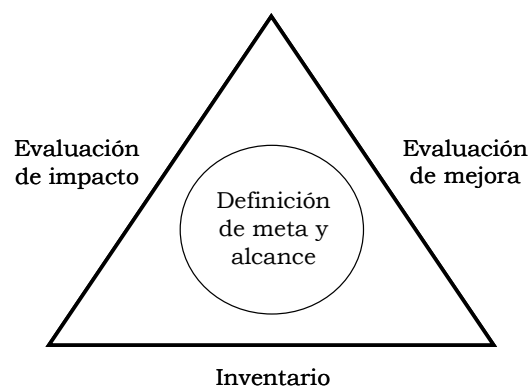 Evaluación
de impacto
Evaluación
de mejora
Definición
de meta y
alcance
Inventario